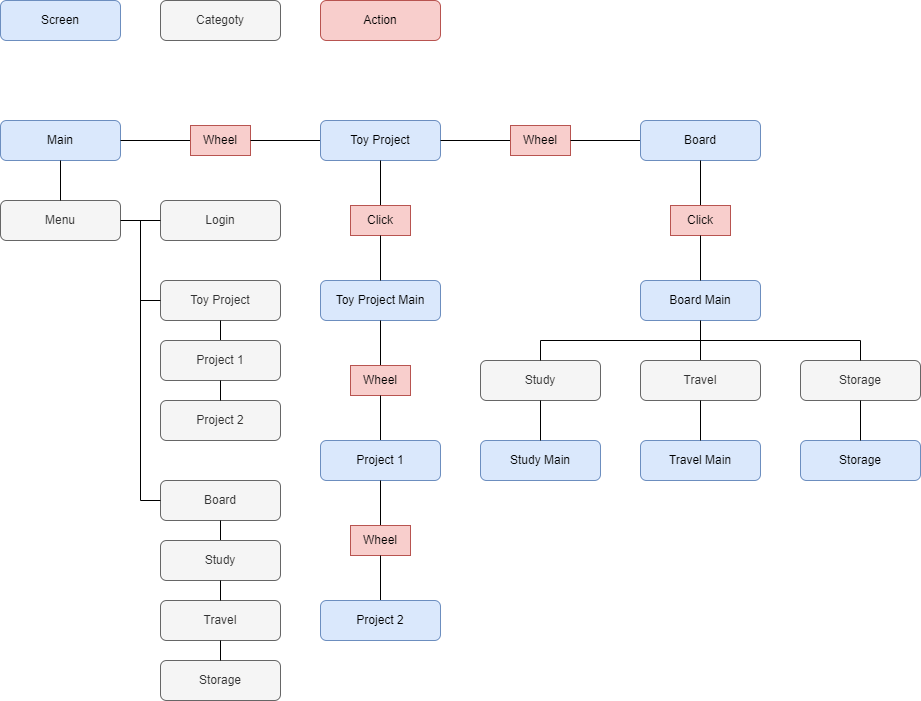 Screen
Categoty
Action
Main
Wheel
Toy Project
Wheel
Board
Menu
Login
Click
Click
Toy Project
Toy Project Main
Board Main
Project 1
Wheel
Study
Travel
Storage
Project 2
Project 1
Study Main
Travel Main
Storage
Board
Wheel
Study
Travel
Project 2
Storage